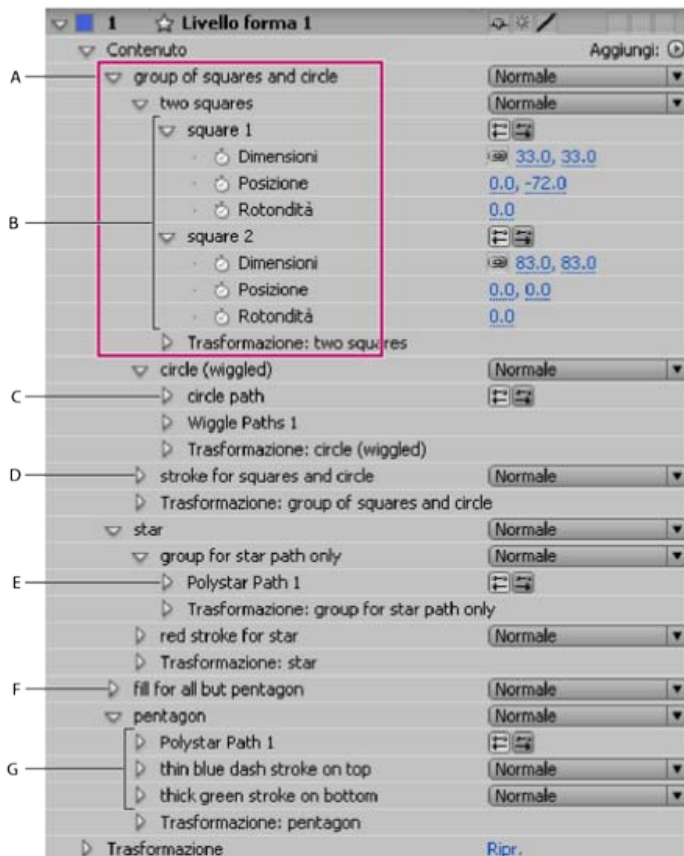 1 Livello forma 1
Contenuto Aggiungi:
A group of squares and circle Normale
two squares Normale
square 1
Dimensioni 33.0, 33.0
Posizione 0.0, -72.0
Rotondità 0.0
B square 2
Dimensioni 83.0, 83.0
Posizione 0.0, 0.0
Rotondità 0.0
Trasformazione: two squares
circle (wiggled) Normale
C circle path
Wiggle Paths 1
Trasformazione: circle (wiggled)
D stroke for squares and circle Normale
Trasformazione: group of squares and circle
star Normale
group for star path only Normale
E Polystar Path 1
Trasformazione: group for star path only
red stroke for star Normale
Trasformazione: star
F fill for all but pentagon Normale
pentagon Normale
Polystar Path 1
G thin blue dash stroke on top Normale
thick green stroke on bottom Normale
Trasformazione: pentagon
Trasformazione Ripr.